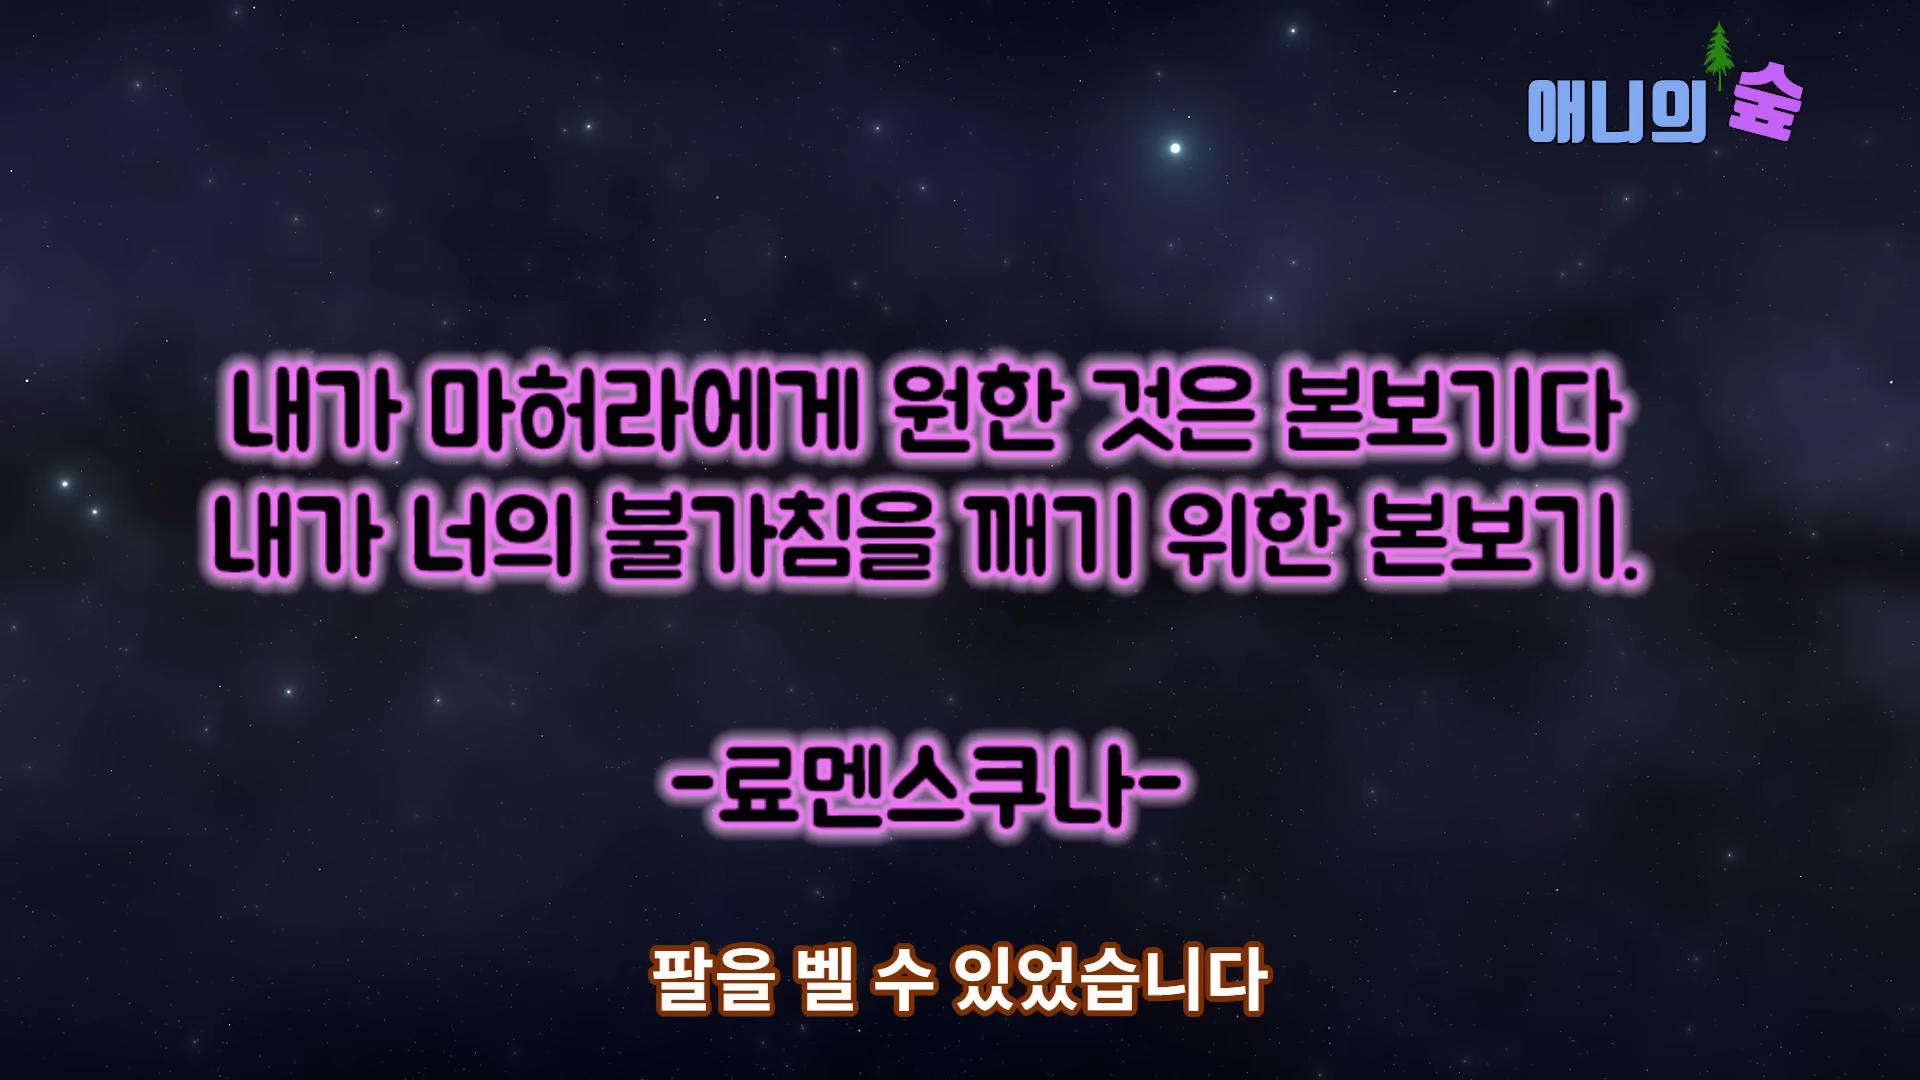 애니의 숲
내가 마허라에게 원한 것은 본보기다
내가 너의 불가침을 깨기 위한 본보기.
-료멘스쿠나-
팔을 벨 수 있었습니다